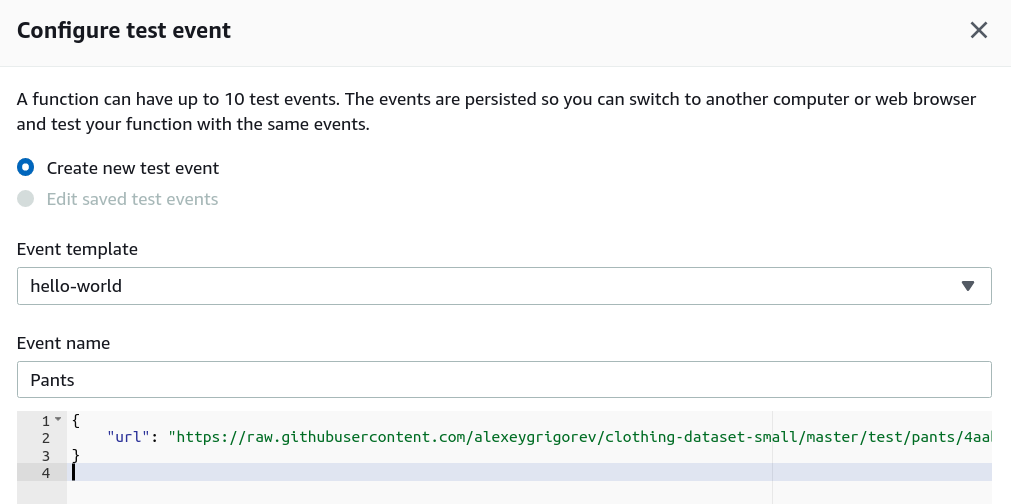 Configure test event
A function can have up to 10 test events. The events are persisted so you can switch to another computer or web browser
and test your function with the same events.
Create new test event
Edit saved test events
Event template
hello-world
Event name
Pants
1 {
2 "url": "https://raw.githubusercontent.com/alexeygrigorev/clothing-dataset-small/master/test/pants/4aa
3 }
4